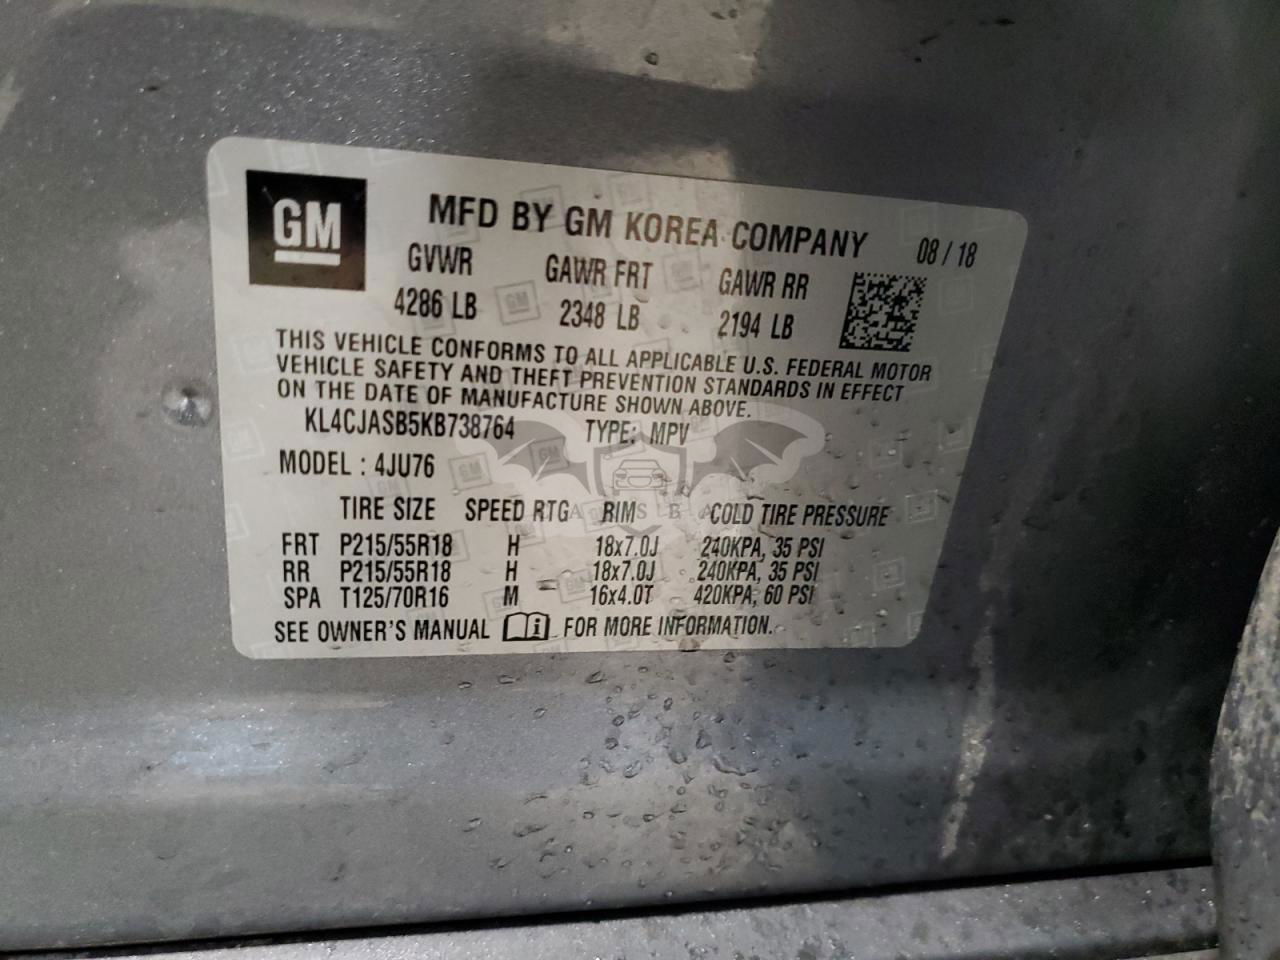 GM
MFD BY GM KOREA COMPANY 08 / 18
GVWR GAWR FRT GAWR RR
4286 LB 2348 LB 2194 LB
THIS VEHICLE CONFORMS TO ALL APPLICABLE U.S. FEDERAL MOTOR
VEHICLE SAFETY AND THEFT PREVENTION STANDARDS IN EFFECT
ON THE DATE OF MANUFACTURE SHOWN ABOVE.
KL4CJASB5KB738764 TYPE: MPV
MODEL : 4JU76
TIRE SIZE SPEED RTG RIM COLD TIRE PRESSURE
FRT P215/55R18 H 18x7.0J 240KPA, 35 PSI
RR P215/55R18 H 18x7.0J 240KPA, 35 PSI
SPA T125/70R16 M 16x4.0T 420KPA, 60 PSI
SEE OWNER'S MANUAL i FOR MORE INFORMATION.